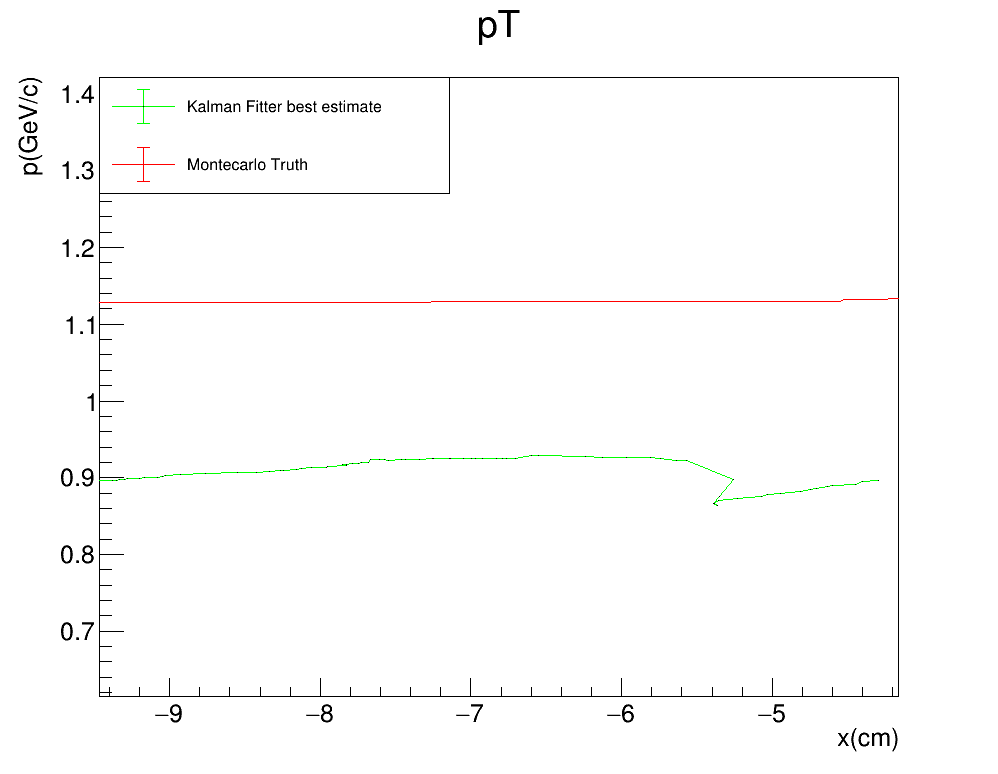 pT
p(GeV/c)
Kalman Fitter best estimate
Montecarlo Truth
1.4
1.3
1.2
1.1
1
0.9
0.8
0.7
−9
−8
−7
−6
−5
x(cm)